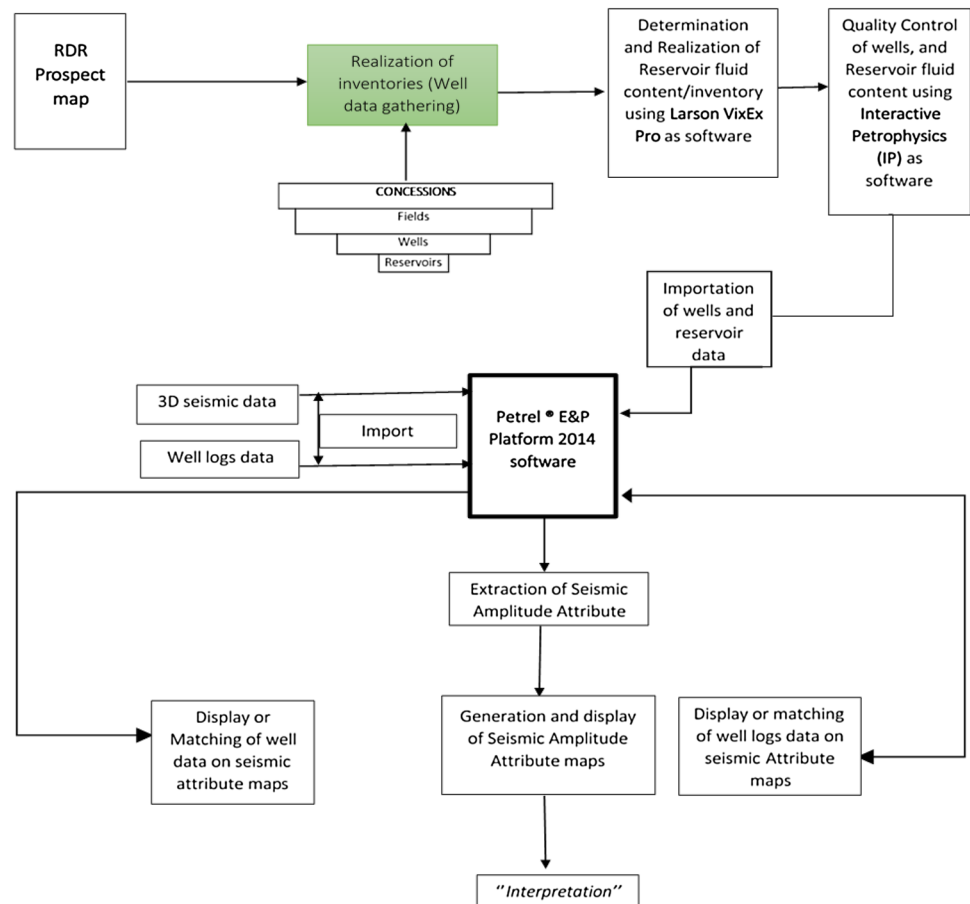 RDR
Prospect
map
Realization of
inventories (Well
data gathering)
Determination
and Realization of
Reservoir fluid
content/inventory
using Larson VixEx
Pro as software
Quality Control
of wells, and
Reservoir fluid
content using
Interactive
Petrophysics
(IP) as
software
CONCESSIONS
Fields
Wells
Reservoirs
Importation
of wells and
reservoir
data
3D seismic data
Import
Well logs data
Petrel ® E&P
Platform 2014
software
Extraction of Seismic
Amplitude Attribute
Display or
Matching of well
data on seismic
attribute maps
Generation and display
of Seismic Amplitude
Attribute maps
Display or matching
of well logs data on
seismic Attribute
maps
“Interpretation”